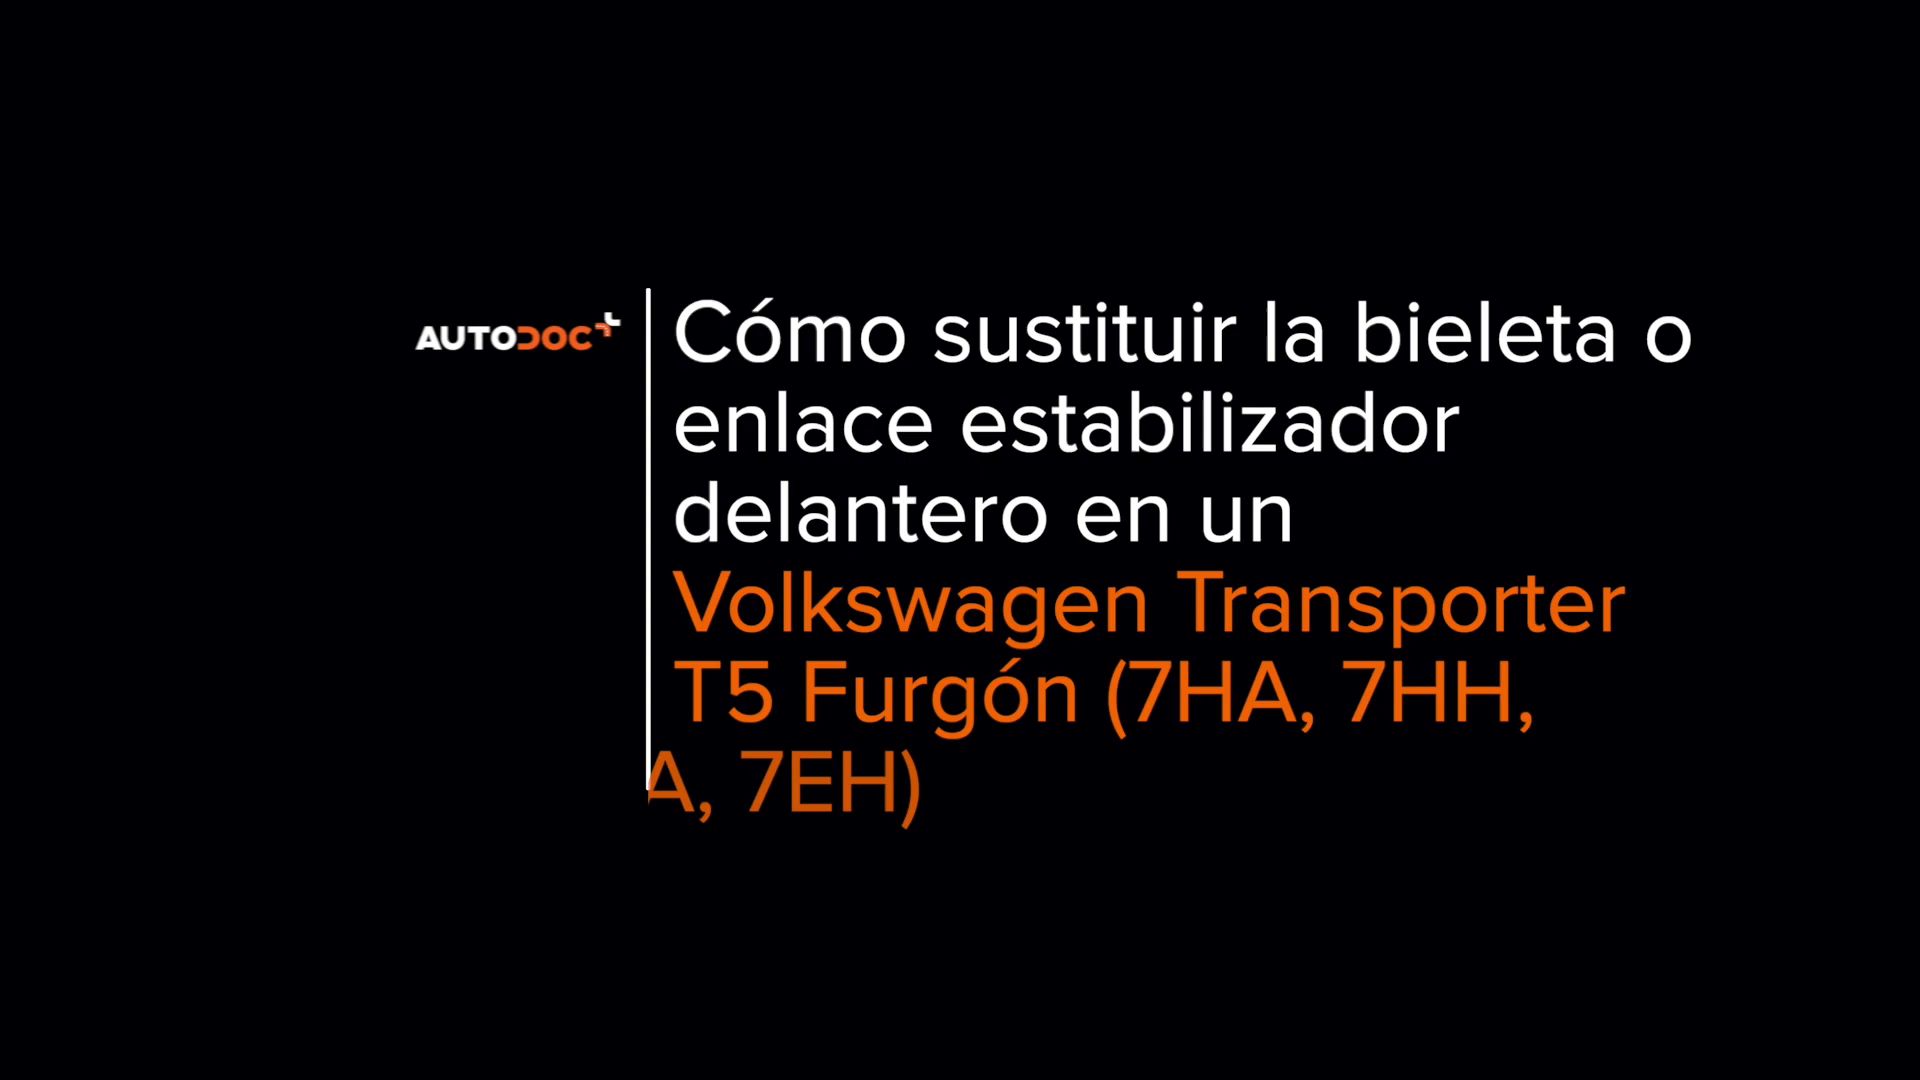 AUTODOC
Cómo sustituir la bieleta o
enlace estabilizador
delantero en un
Volkswagen Transporter
T5 Furgón (7HA, 7HH,
A, 7EH)